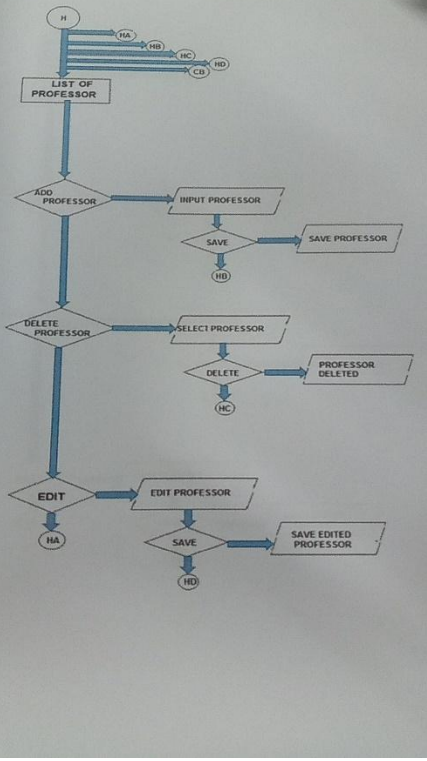 H
HA
HB
HC
HD
CB
LIST OF
PROFESSOR
ADD
PROFESSOR
INPUT PROFESSOR
SAVE
SAVE PROFESSOR
HB
DELETE
PROFESSOR
SELECT PROFESSOR
DELETE
PROFESSOR
DELETED
HC
EDIT
EDIT PROFESSOR
HA
SAVE
SAVE EDITED
PROFESSOR
HD